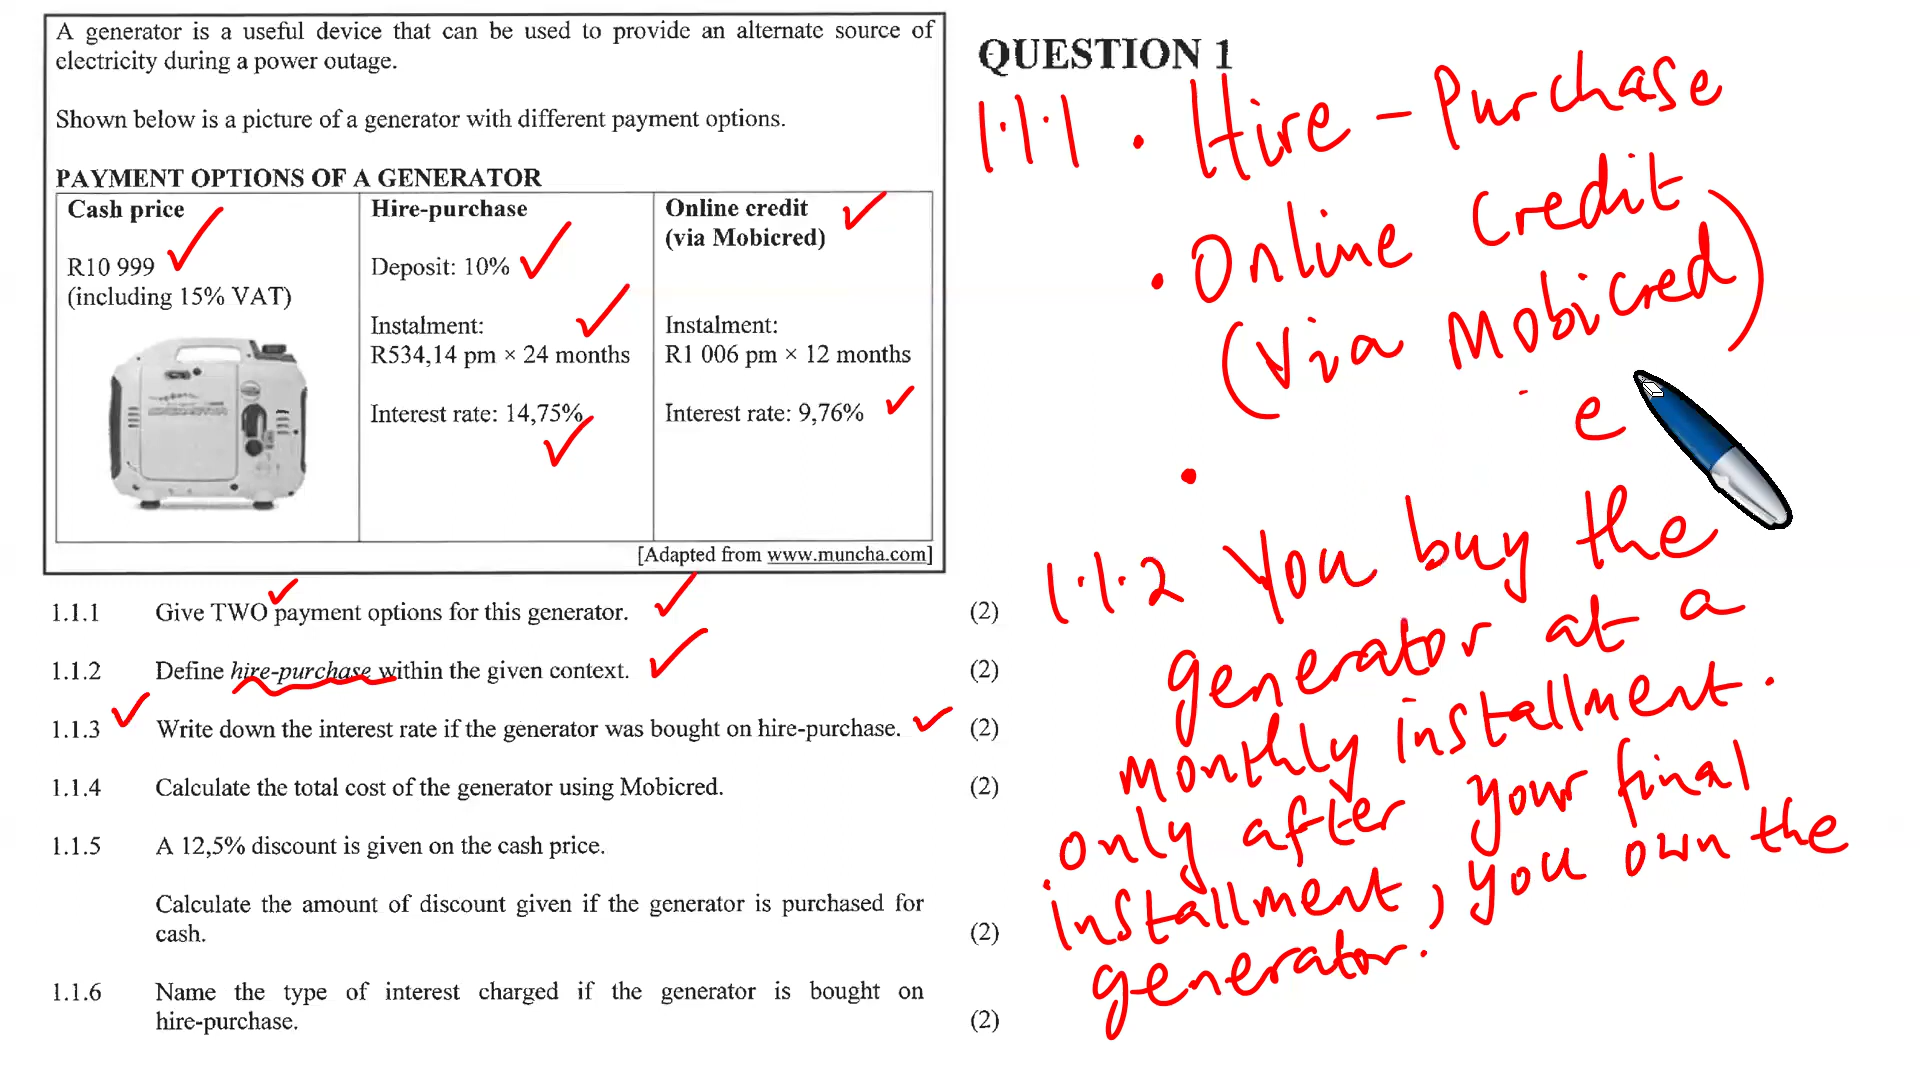 A generator is a useful device that can be used to provide an alternate source of
electricity during a power outage.
Shown below is a picture of a generator with different payment options.
PAYMENT OPTIONS OF A GENERATOR
Cash price
R10 999
(including 15% VAT)
Hire-purchase
Deposit: 10%
Instalment:
R534,14 pm × 24 months
Interest rate: 14,75%
Online credit
(via Mobicred)
Instalment:
R1 006 pm × 12 months
Interest rate: 9,76%
[Adapted from www.muncha.com]
1.1.1 Give TWO payment options for this generator. (2)
1.1.2 Define hire-purchase within the given context. (2)
1.1.3 Write down the interest rate if the generator was bought on hire-purchase. (2)
1.1.4 Calculate the total cost of the generator using Mobicred. (2)
1.1.5 A 12,5% discount is given on the cash price.
Calculate the amount of discount given if the generator is purchased for
cash. (2)
1.1.6 Name the type of interest charged if the generator is bought on
hire-purchase. (2)
QUESTION 1
1.1.1 • Hire - Purchase
• Online Credit
(Via Mobicred)
e
•
1.1.2 You buy the
generator at a
monthly installment.
only after your final
installment, you own the
generator.